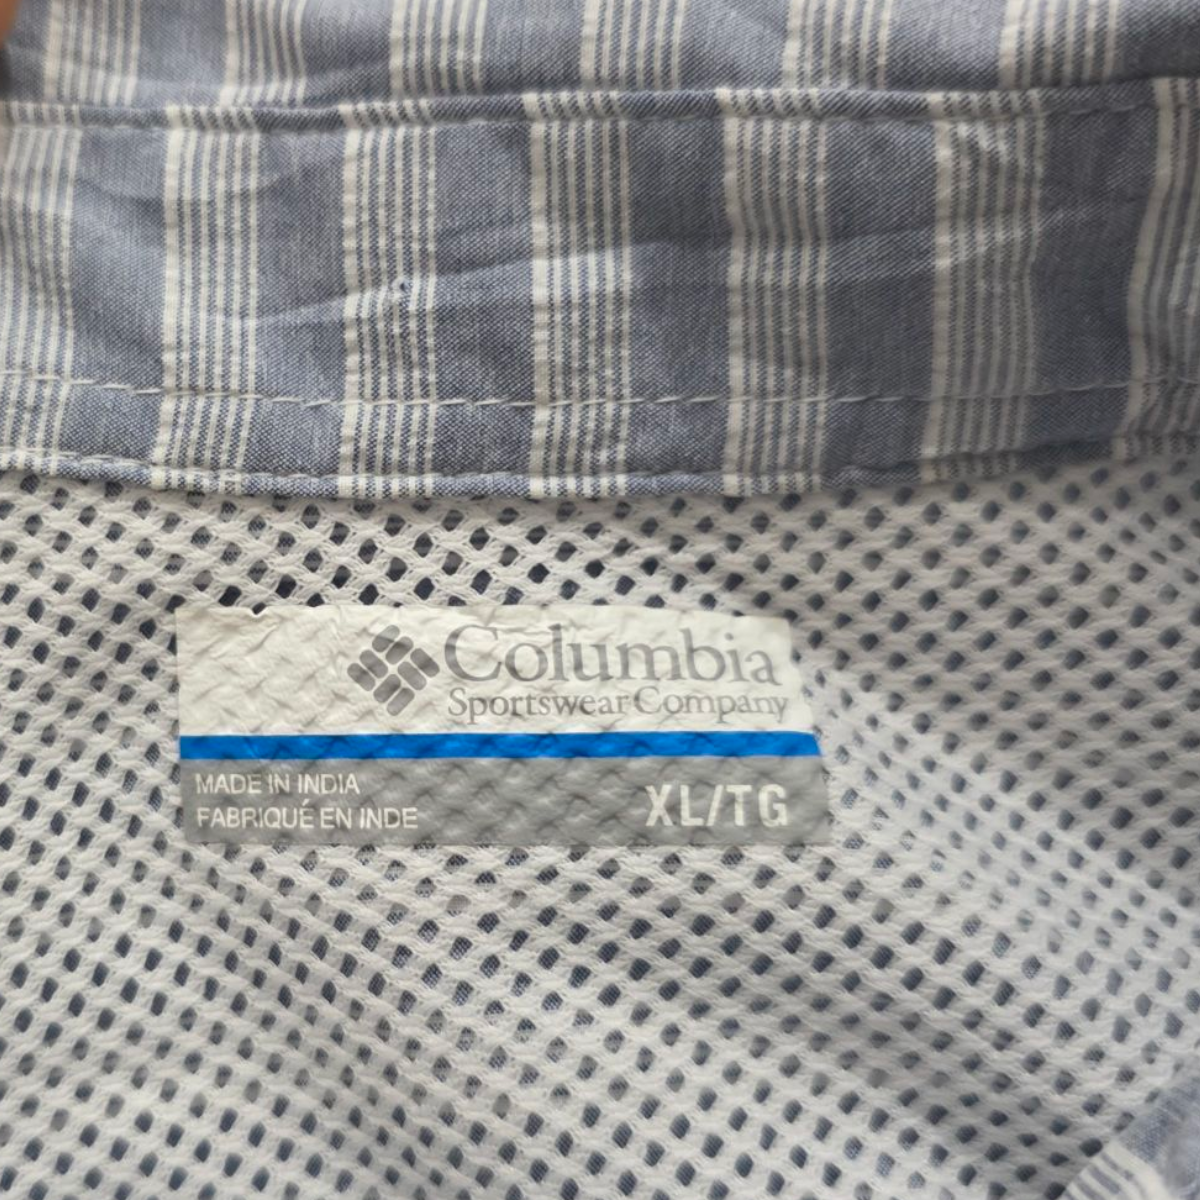 Columbia
Sportswear Company
MADE IN INDIA
FABRIQUÉ EN INDE
XL/TG